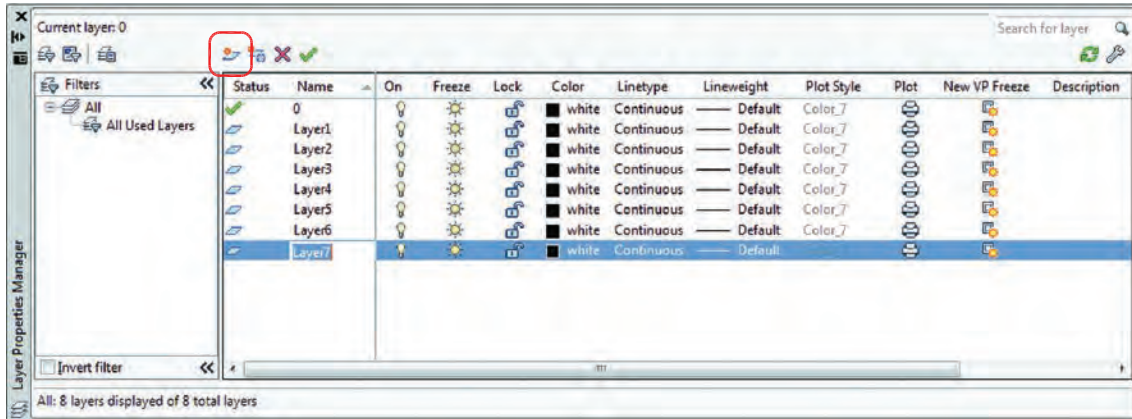 Current layer: 0
Search for layer
Filters
All
All Used Layers
Invert filter
Status Name On Freeze Lock Color Linetype Lineweight Plot Style Plot New VP Freeze Description
0 white Continuous Default Color_7
Layer1 white Continuous Default Color_7
Layer2 white Continuous Default Color_7
Layer3 white Continuous Default Color_7
Layer4 white Continuous Default Color_7
Layer5 white Continuous Default Color_7
Layer6 white Continuous Default Color_7
Layer7 white Continuous Default
Layer Properties Manager
All: 8 layers displayed of 8 total layers